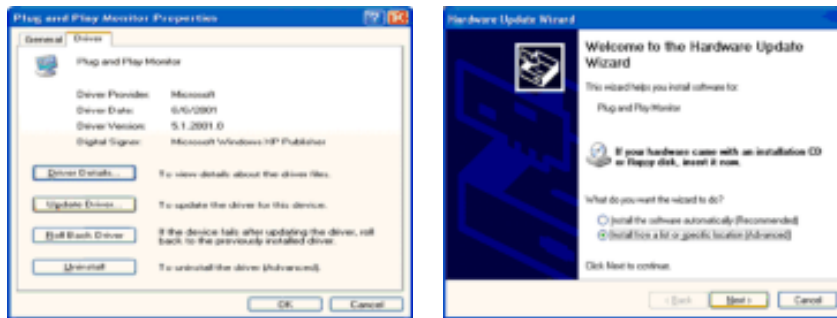 Plug and Play Monitor Properties
General Driver
Plug and Play Monitor
Driver Provider: Microsoft
Driver Date: 6/6/2001
Driver Version: 5.1.2001.0
Digital Signer: Microsoft Windows XP Publisher
Driver Details... To view details about the driver files.
Update Driver... To update the driver for this device.
Roll Back Driver If the device fails after updating the driver, roll
back to the previously installed driver.
Uninstall To uninstall the driver (Advanced).
OK Cancel
Hardware Update Wizard
Welcome to the Hardware Update
Wizard
This wizard helps you install software for:
Plug and Play Monitor
If your hardware came with an installation CD
or floppy disk, insert it now.
What do you want the wizard to do?
Install the software automatically (Recommended)
Install from a list or specific location (Advanced)
Click Next to continue.
< Back Next > Cancel